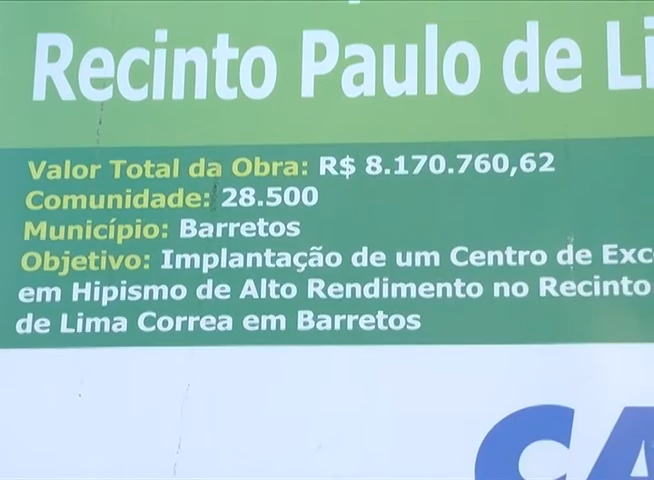 Recinto Paulo de Li
Valor Total da Obra: R$ 8.170.760,62
Comunidade: 28.500
Município: Barretos
Objetivo: Implantação de um Centro de Exc
em Hipismo de Alto Rendimento no Recinto
de Lima Correa em Barretos
CA